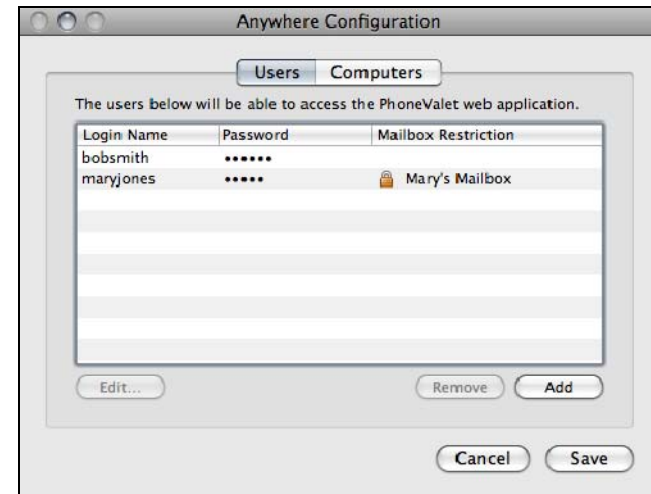 Anywhere Configuration
Users Computers
The users below will be able to access the PhoneValet web application.
Login Name Password Mailbox Restriction
bobsmith ••••••
maryjones ••••• Mary's Mailbox
Edit... Remove Add
Cancel Save